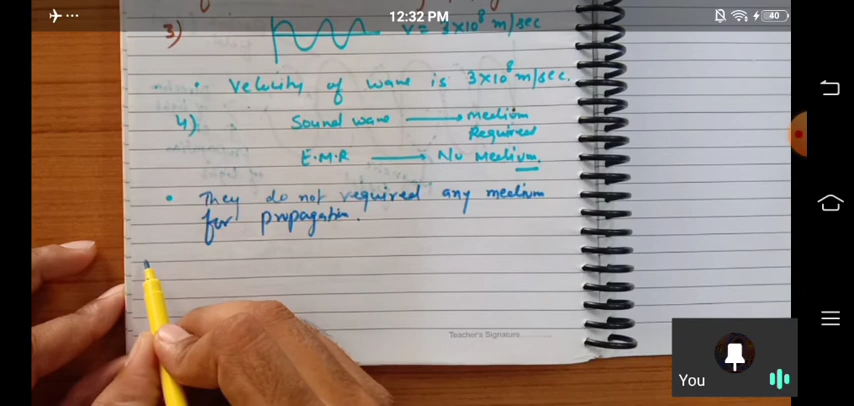 12:32 PM
40
3) V = 3×10⁸ m/sec
• Velocity of wave is 3×10⁸ m/sec.
4) Sound wave → medium
Required
E.M.R → No Medium.
• They do not required any medium
for propagation.
Teacher's Signature
You